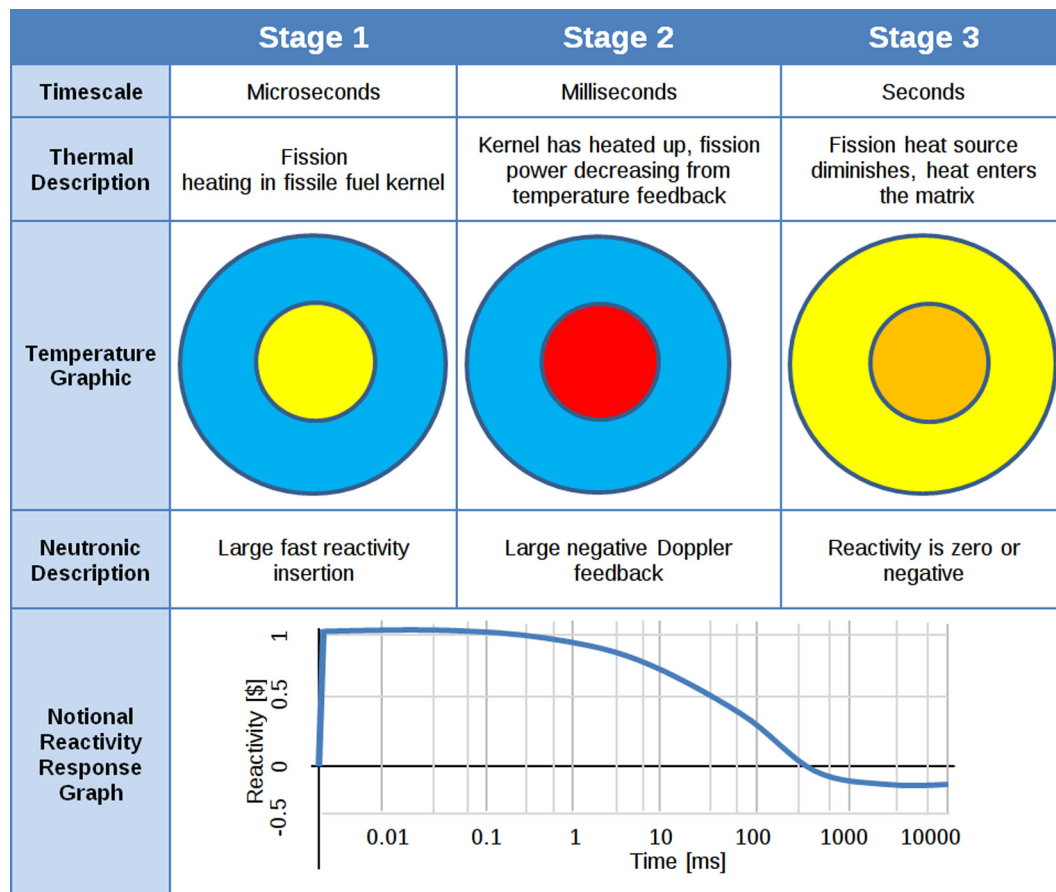 Stage 1 Stage 2 Stage 3
Timescale
Microseconds
Milliseconds
Seconds
Thermal
Description
Fission
heating in fissile fuel kernel
Kernel has heated up, fission
power decreasing from
temperature feedback
Fission heat source
diminishes, heat enters
the matrix
Temperature
Graphic
Neutronic
Description
Large fast reactivity
insertion
Large negative Doppler
feedback
Reactivity is zero or
negative
Notional
Reactivity
Response
Graph
Reactivity [$]
1
0.5
0
-0.5
0.01 0.1 1 10 100 1000 10000
Time [ms]